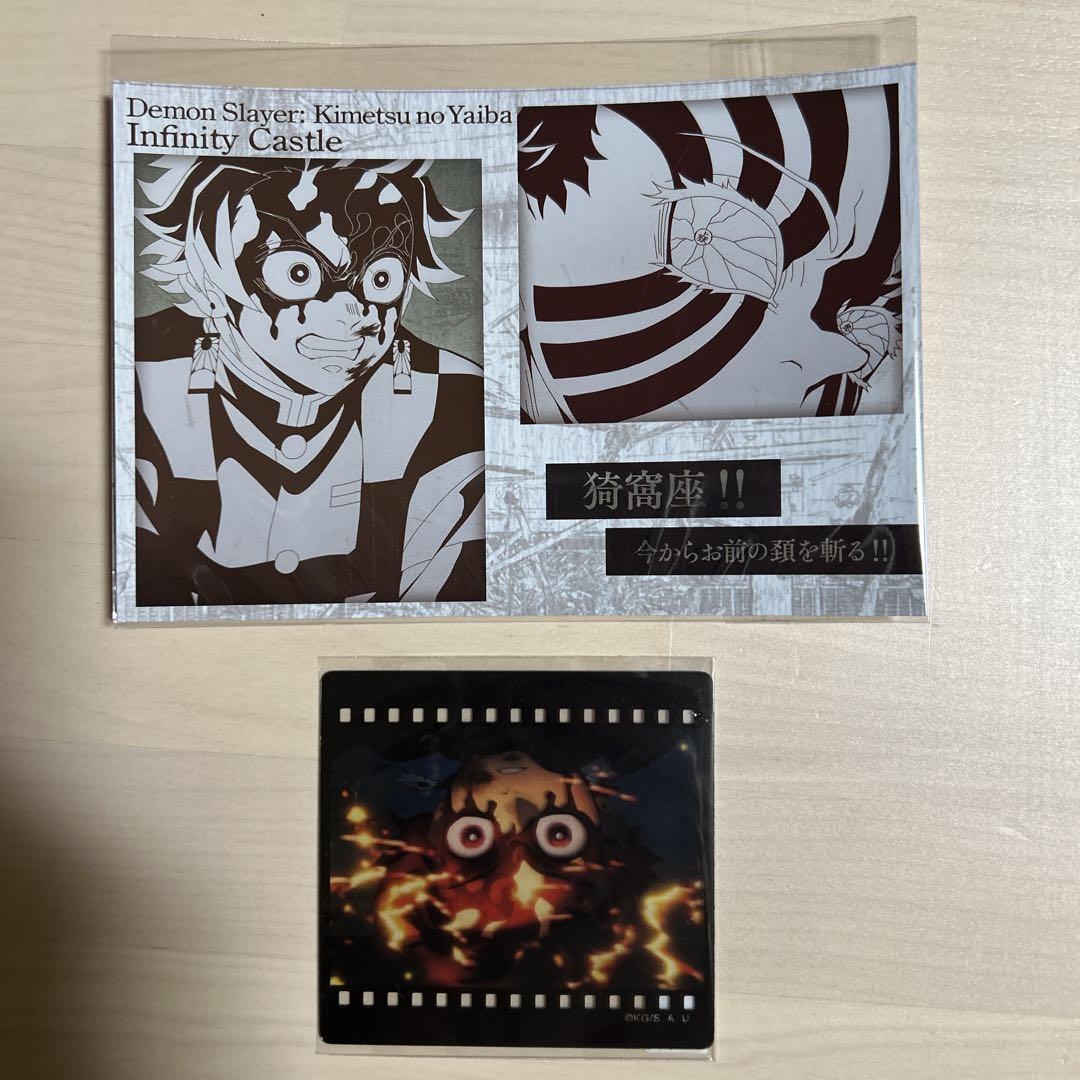 Demon Slayer: Kimetsu no Yaiba
Infinity Castle
猗窩座!!
今からお前の頚を斬る!!
©KG/S, A, U